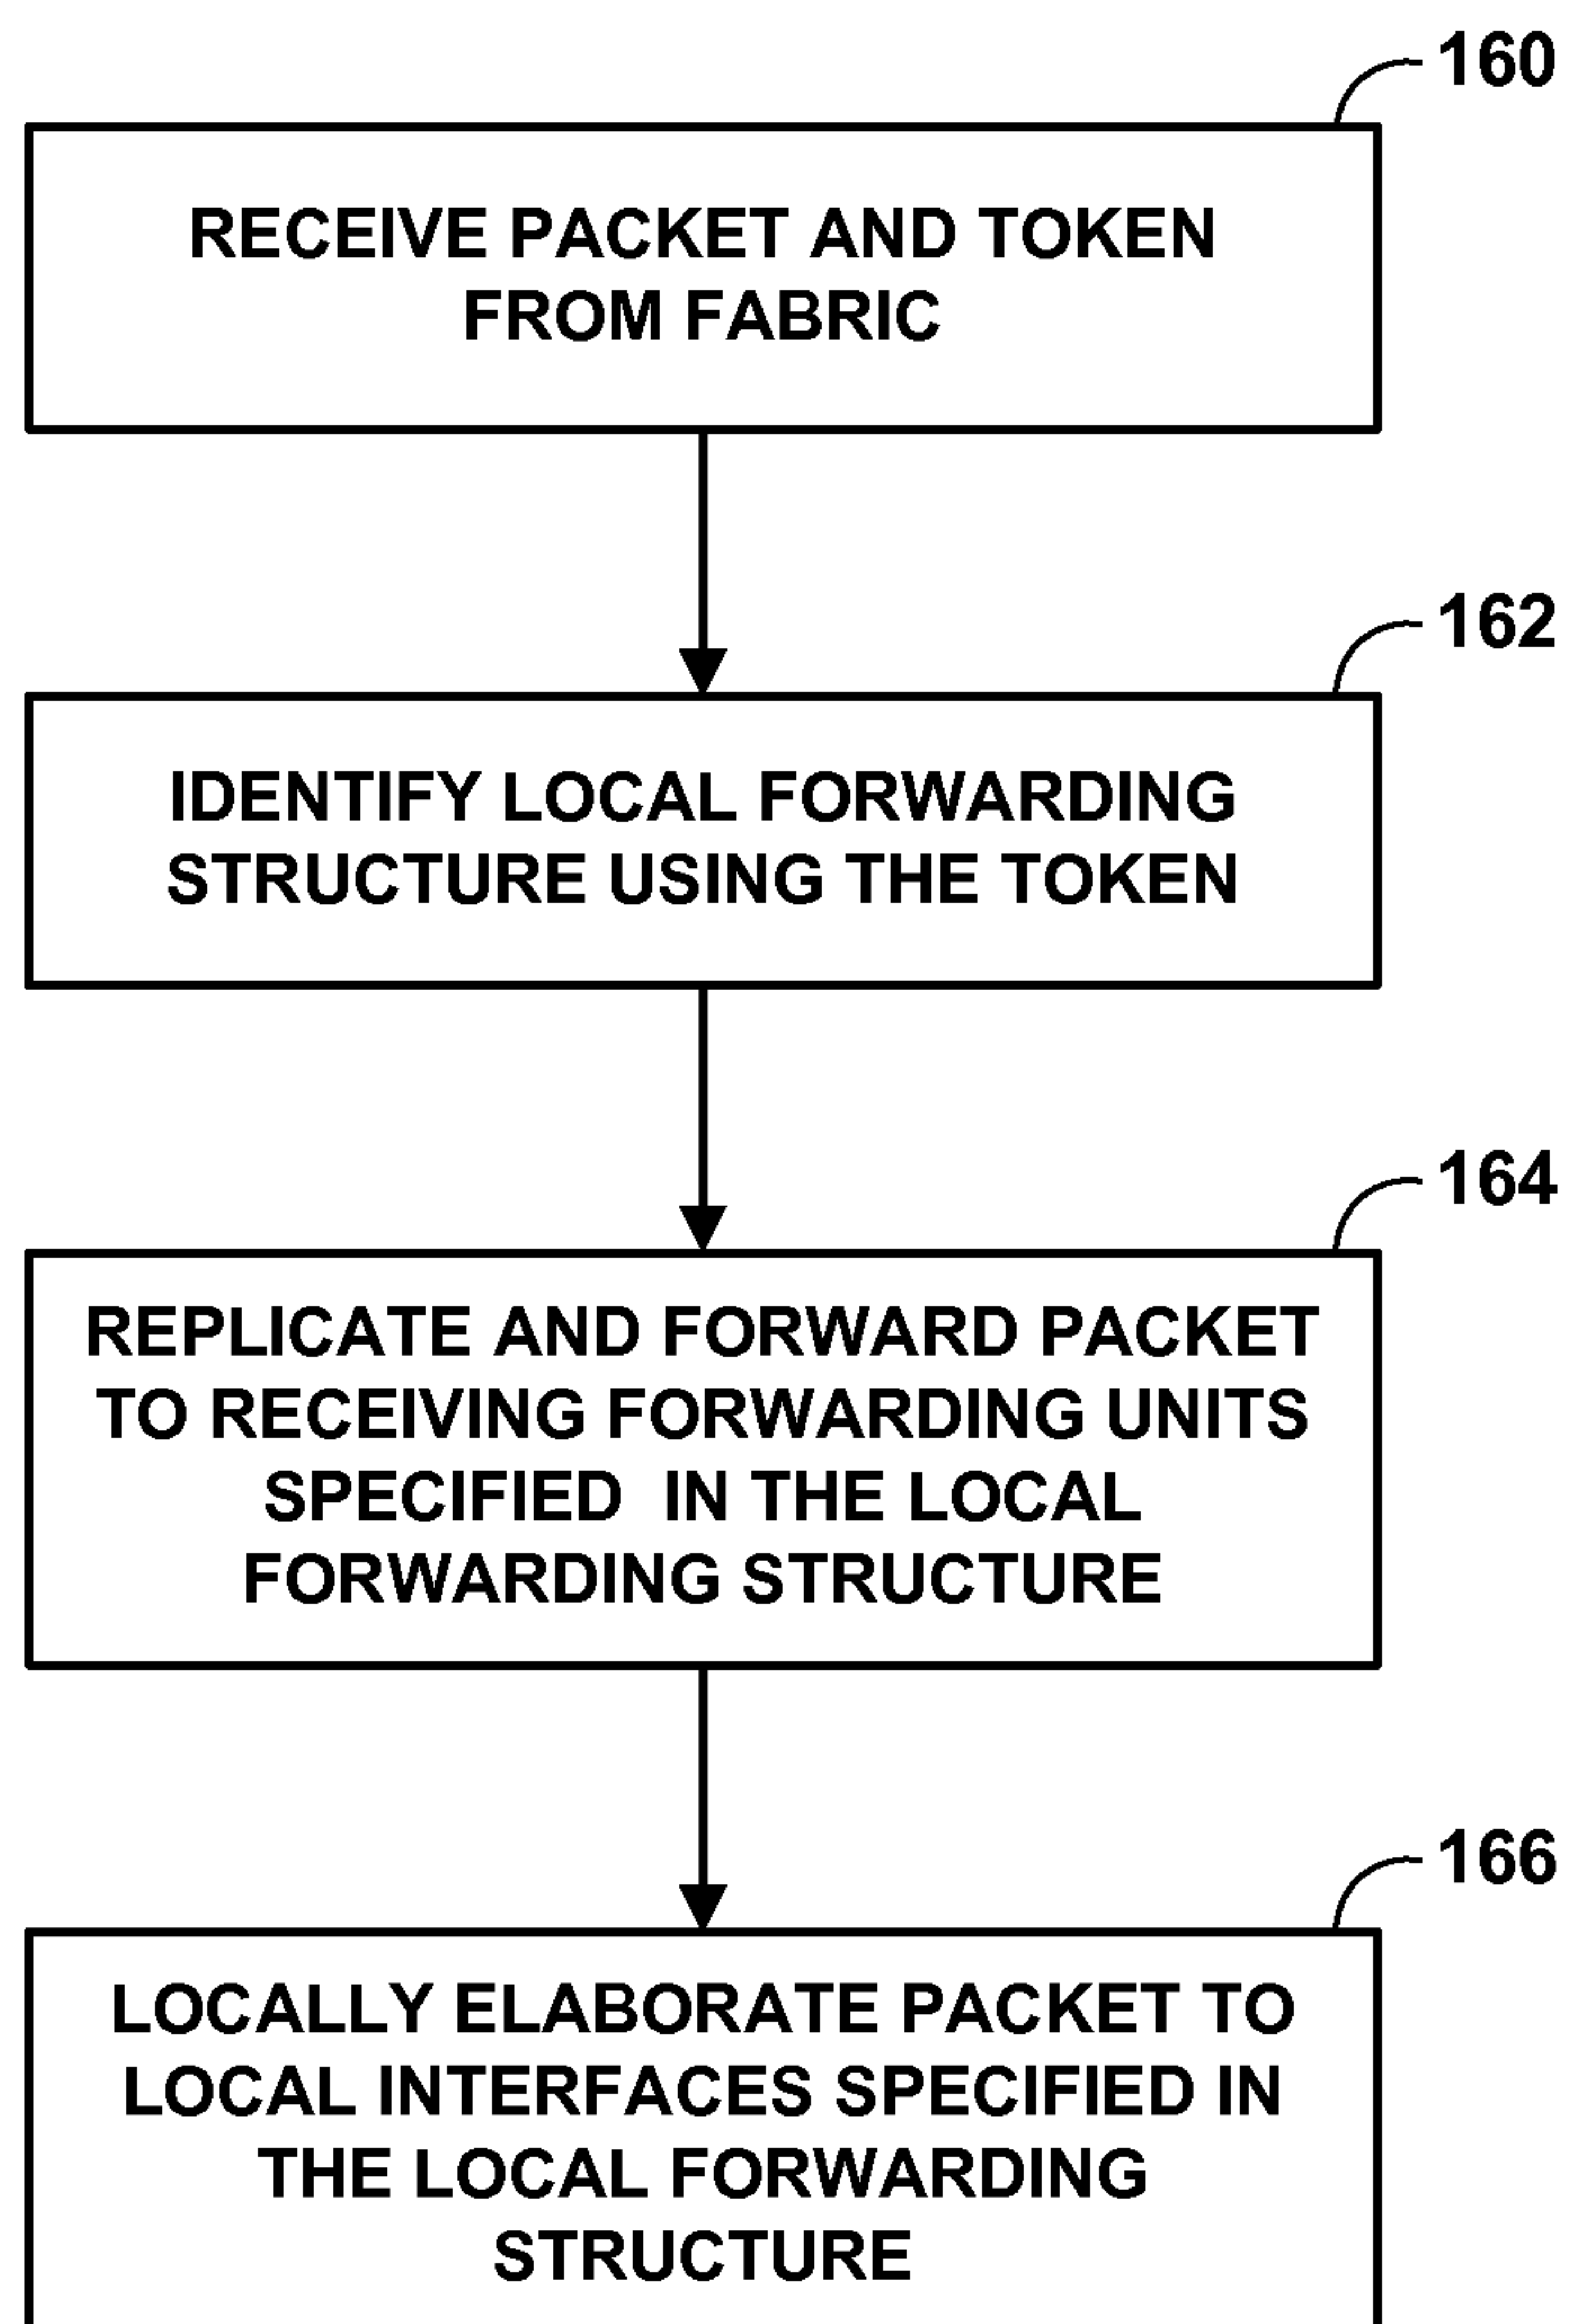 160
RECEIVE PACKET AND TOKEN
FROM FABRIC
162
IDENTIFY LOCAL FORWARDING
STRUCTURE USING THE TOKEN
164
REPLICATE AND FORWARD PACKET
TO RECEIVING FORWARDING UNITS
SPECIFIED IN THE LOCAL
FORWARDING STRUCTURE
166
LOCALLY ELABORATE PACKET TO
LOCAL INTERFACES SPECIFIED IN
THE LOCAL FORWARDING
STRUCTURE